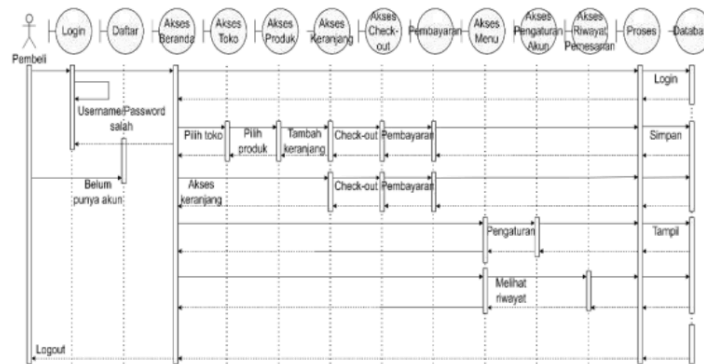 Pembeli
Login
Daftar
Akses
Beranda
Akses
Toko
Akses
Produk
Akses
Keranjang
Akses
Check-
out
Pembayaran
Akses
Menu
Akses
Pengaturan
Akun
Akses
Riwayat
Pemesanan
Proses
Databa
Login
Username/Password
salah
Pilih toko
Pilih
produk
Tambah
keranjang
Check-out
Pembayaran
Simpan
Belum
punya akun
Akses
keranjang
Check-out
Pembayaran
Pengaturan
Tampil
Melihat
riwayat
Logout